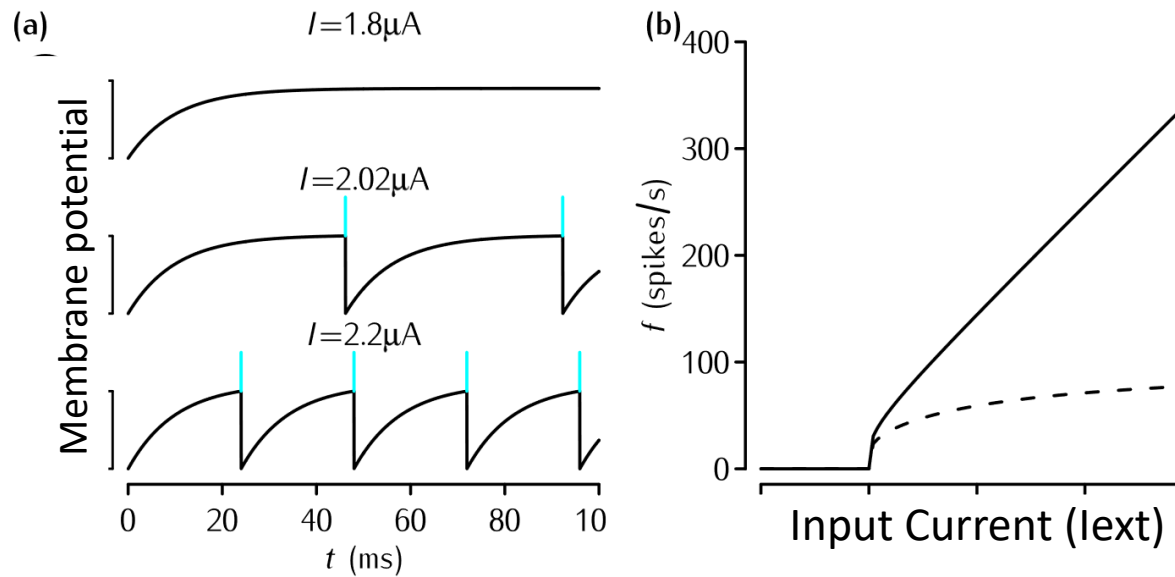 (a)
I=1.8μA
Membrane potential
I=2.02μA
I=2.2μA
0 20 40 60 80 10
t (ms)
(b)
400
300
200
100
0
f (spikes/s)
Input Current (Iext)